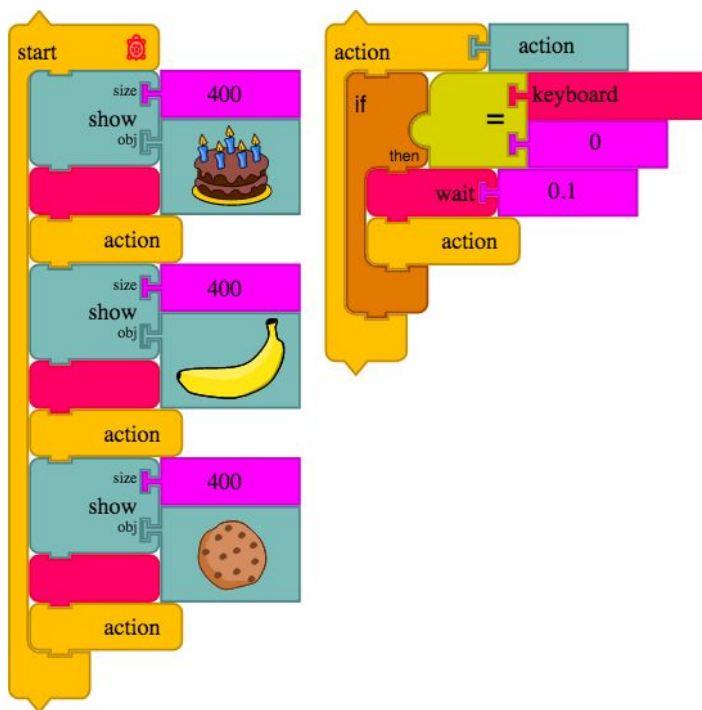 start
size
400
show
obj
action
size
400
show
obj
action
size
400
show
obj
action
action
action
if
keyboard
=
0
then
wait
0.1
action